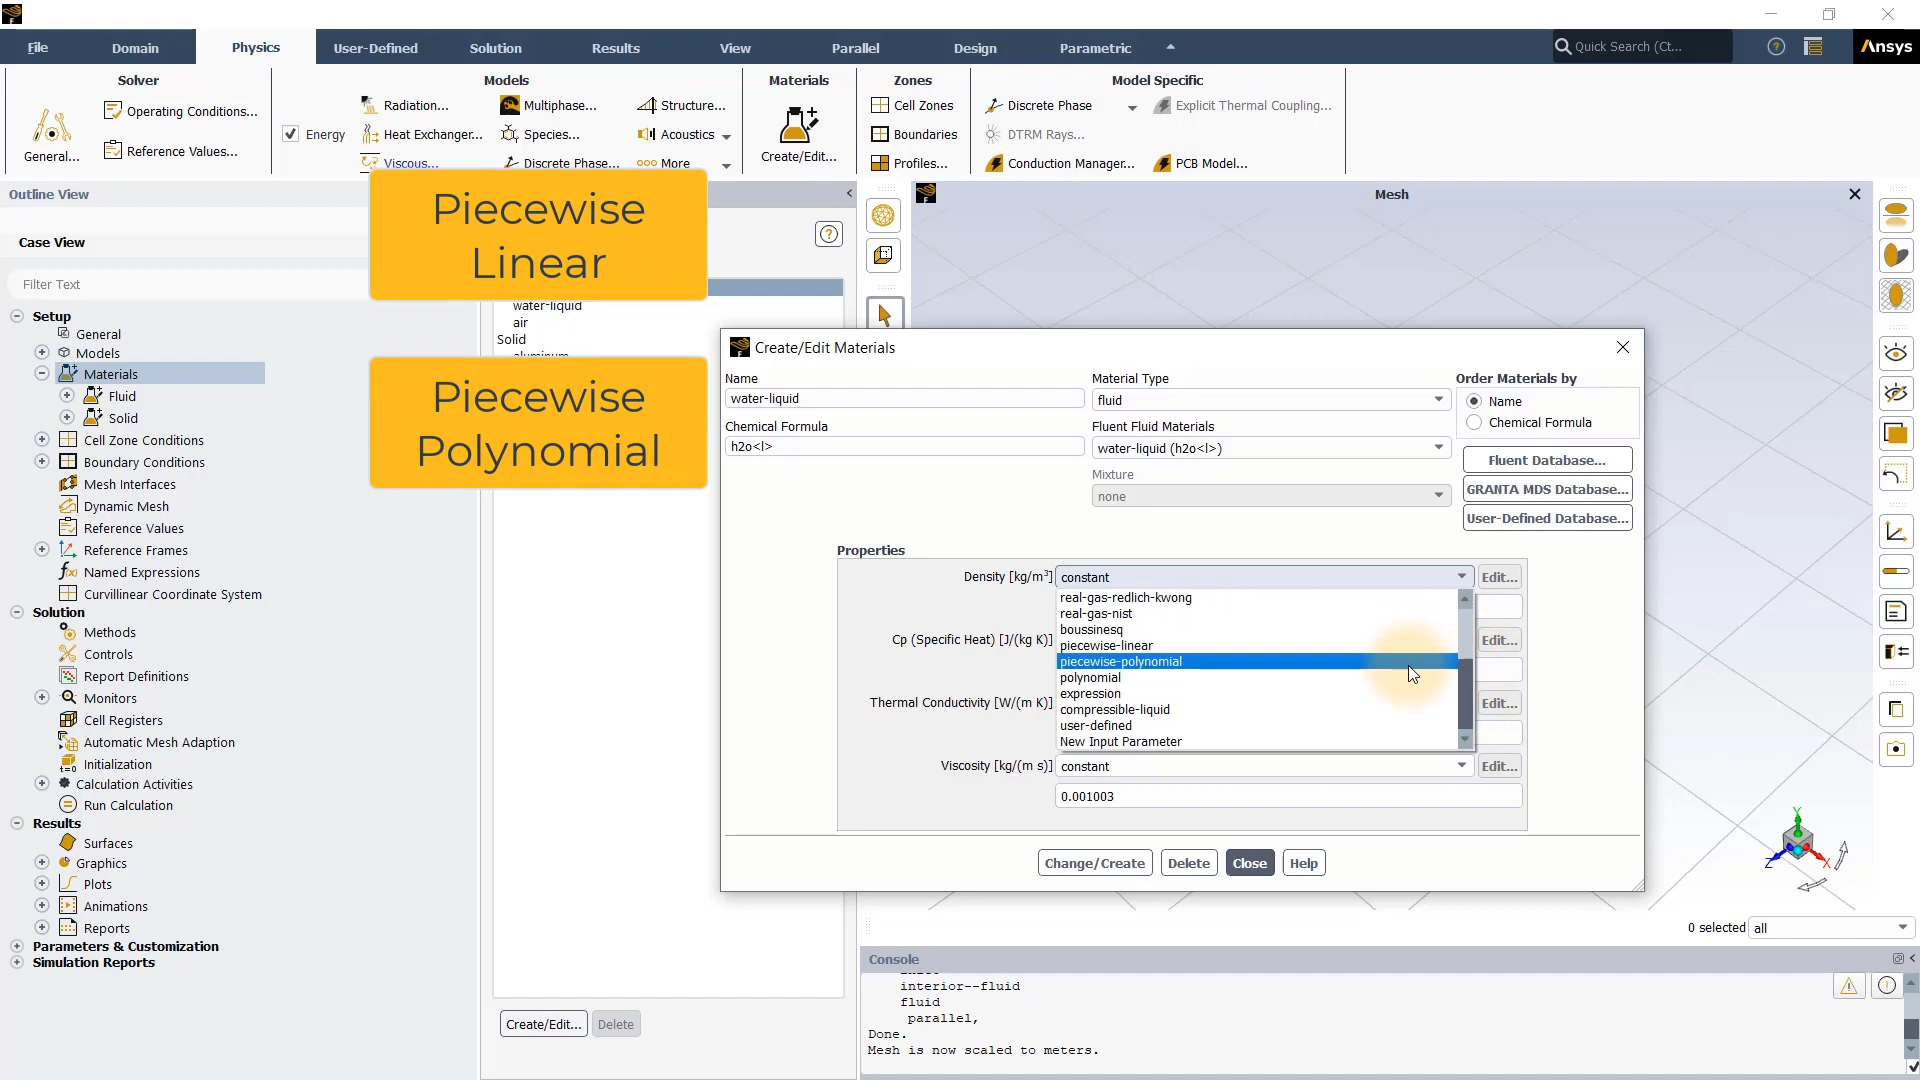 File
Domain
Physics
User-Defined
Solution
Results
View
Parallel
Design
Parametric
Quick Search (Ct...
Ansys
Solver
Models
Materials
Zones
Model Specific
General...
Operating Conditions...
Reference Values...
Energy
Radiation...
Heat Exchanger...
Viscous...
Multiphase...
Species...
Discrete Phase...
Structure...
Acoustics
More
Create/Edit...
Cell Zones
Boundaries
Profiles...
Discrete Phase
DTRM Rays...
Conduction Manager...
Explicit Thermal Coupling...
PCB Model...
Outline View
Case View
Filter Text
Setup
General
Models
Materials
Fluid
Solid
Cell Zone Conditions
Boundary Conditions
Mesh Interfaces
Dynamic Mesh
Reference Values
Reference Frames
Named Expressions
Curvillinear Coordinate System
Solution
Methods
Controls
Report Definitions
Monitors
Cell Registers
Automatic Mesh Adaption
Initialization
Calculation Activities
Run Calculation
Results
Surfaces
Graphics
Plots
Animations
Reports
Parameters & Customization
Simulation Reports
Piecewise
Linear
Piecewise
Polynomial
water-liquid
air
Solid
aluminum
Create/Edit...
Delete
Mesh
Create/Edit Materials
Name
water-liquid
Chemical Formula
h2o<l>
Material Type
fluid
Fluent Fluid Materials
water-liquid (h2o<l>)
Mixture
none
Order Materials by
Name
Chemical Formula
Fluent Database...
GRANTA MDS Database...
User-Defined Database...
Properties
Density [kg/m³]
constant
Edit...
real-gas-redlich-kwong
real-gas-nist
boussinesq
piecewise-linear
piecewise-polynomial
polynomial
expression
compressible-liquid
user-defined
New Input Parameter
Cp (Specific Heat) [J/(kg K)]
Edit...
Thermal Conductivity [W/(m K)]
Edit...
Viscosity [kg/(m s)]
constant
Edit...
0.001003
Change/Create
Delete
Close
Help
Y
Z
X
0 selected
all
Console
interior--fluid
fluid
parallel,
Done.
Mesh is now scaled to meters.